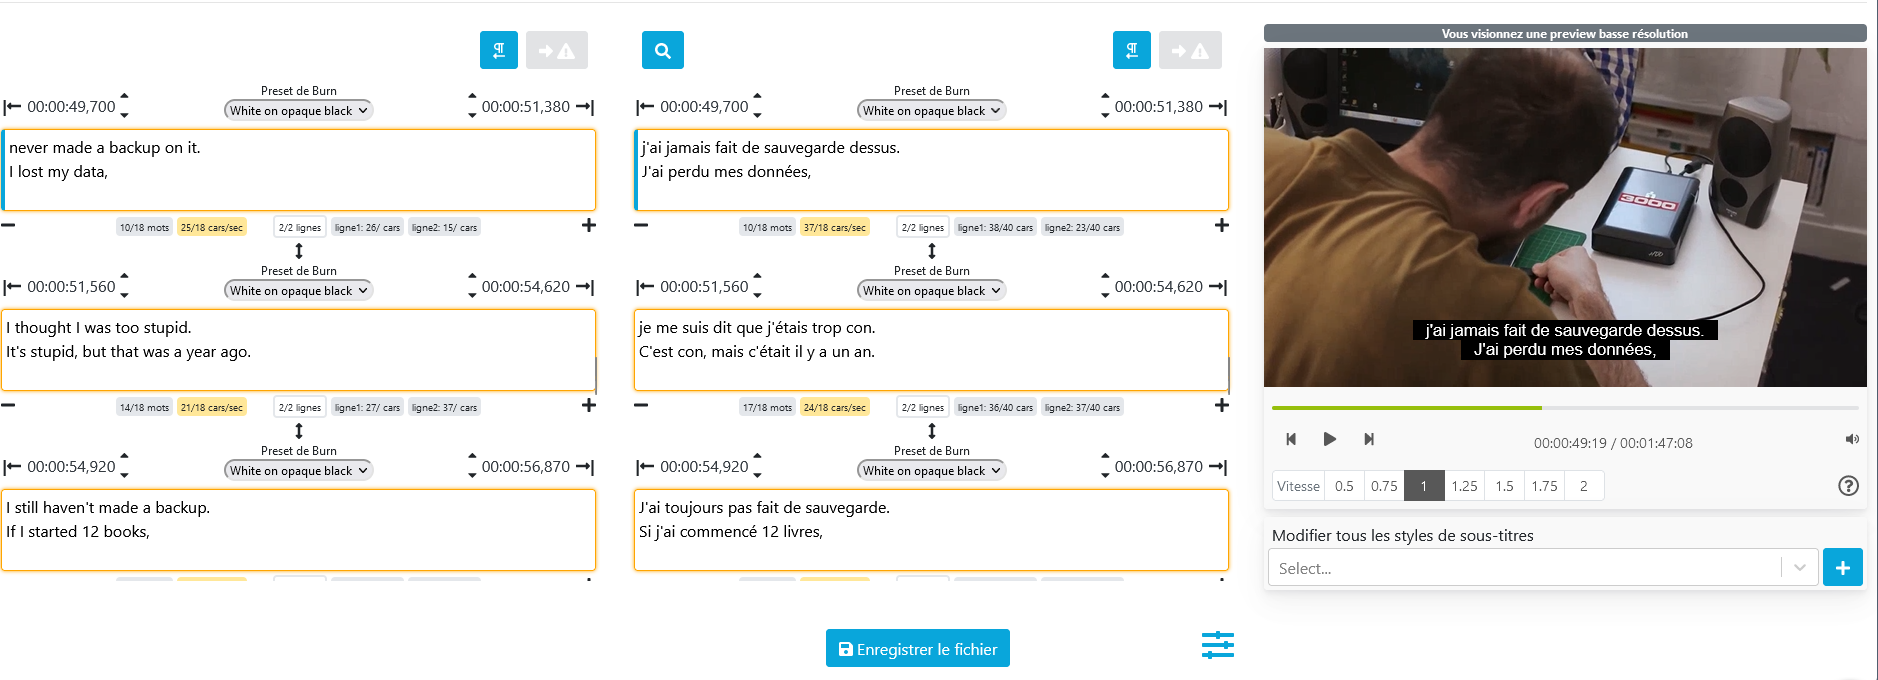 Preset de Burn
00:00:49,700
White on opaque black
00:00:51,380
never made a backup on it.
I lost my data,
10/18 mots
25/18 cars/sec
2/2 lignes
ligne1: 26/ cars
ligne2: 15/ cars
Preset de Burn
00:00:51,560
White on opaque black
00:00:54,620
I thought I was too stupid.
It's stupid, but that was a year ago.
14/18 mots
21/18 cars/sec
2/2 lignes
ligne1: 27/ cars
ligne2: 37/ cars
Preset de Burn
00:00:54,920
White on opaque black
00:00:56,870
I still haven't made a backup.
If I started 12 books,
Preset de Burn
00:00:49,700
White on opaque black
00:00:51,380
j'ai jamais fait de sauvegarde dessus.
J'ai perdu mes données,
10/18 mots
37/18 cars/sec
2/2 lignes
ligne1: 38/40 cars
ligne2: 23/40 cars
Preset de Burn
00:00:51,560
White on opaque black
00:00:54,620
je me suis dit que j'étais trop con.
C'est con, mais c'était il y a un an.
17/18 mots
24/18 cars/sec
2/2 lignes
ligne1: 36/40 cars
ligne2: 37/40 cars
Preset de Burn
00:00:54,920
White on opaque black
00:00:56,870
J'ai toujours pas fait de sauvegarde.
Si j'ai commencé 12 livres,
Enregistrer le fichier
Vous visionnez une preview basse résolution
3000
j'ai jamais fait de sauvegarde dessus.
J'ai perdu mes données,
00:00:49:19 / 00:01:47:08
Vitesse 0.5 0.75 1 1.25 1.5 1.75 2
Modifier tous les styles de sous-titres
Select...